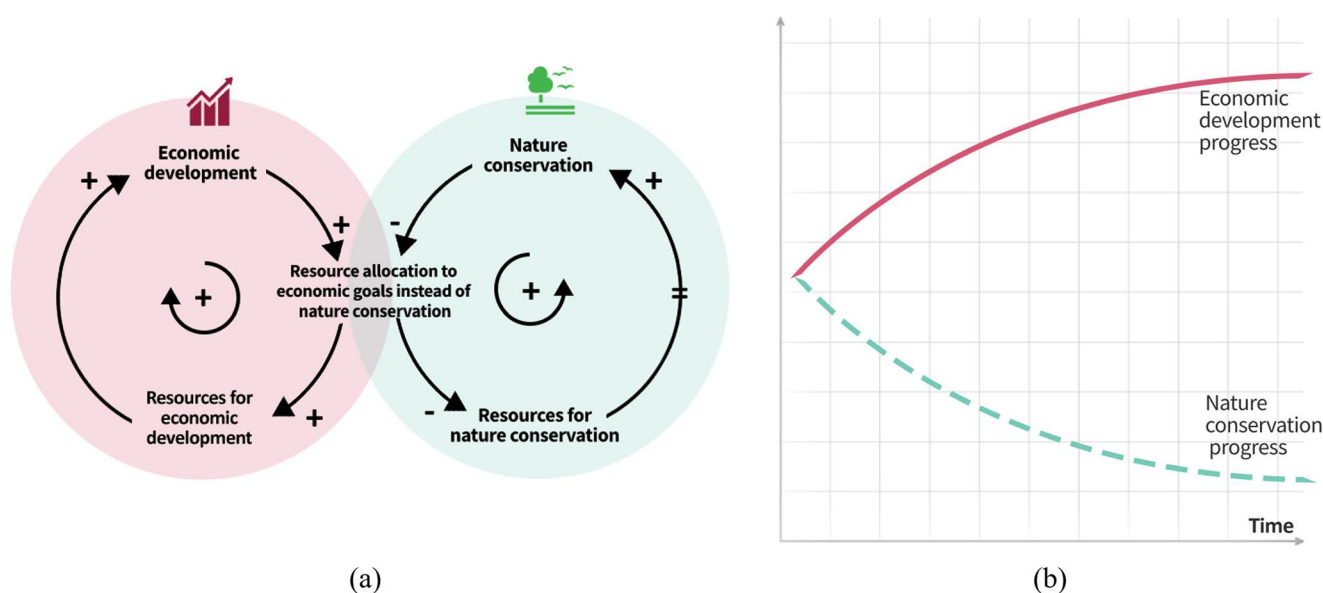 Economic
development
Nature
conservation
+
+
-
+
Resource allocation to
economic goals instead of
nature conservation
+
+
=
Resources for
economic
development
+
-
Resources for
nature conservation
(a)
Economic
development
progress
Nature
conservation
progress
Time
(b)